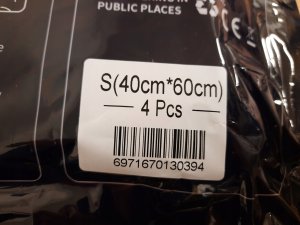 PUBLIC PLACES
S(40cm*60cm)
4 Pcs
6971670130394